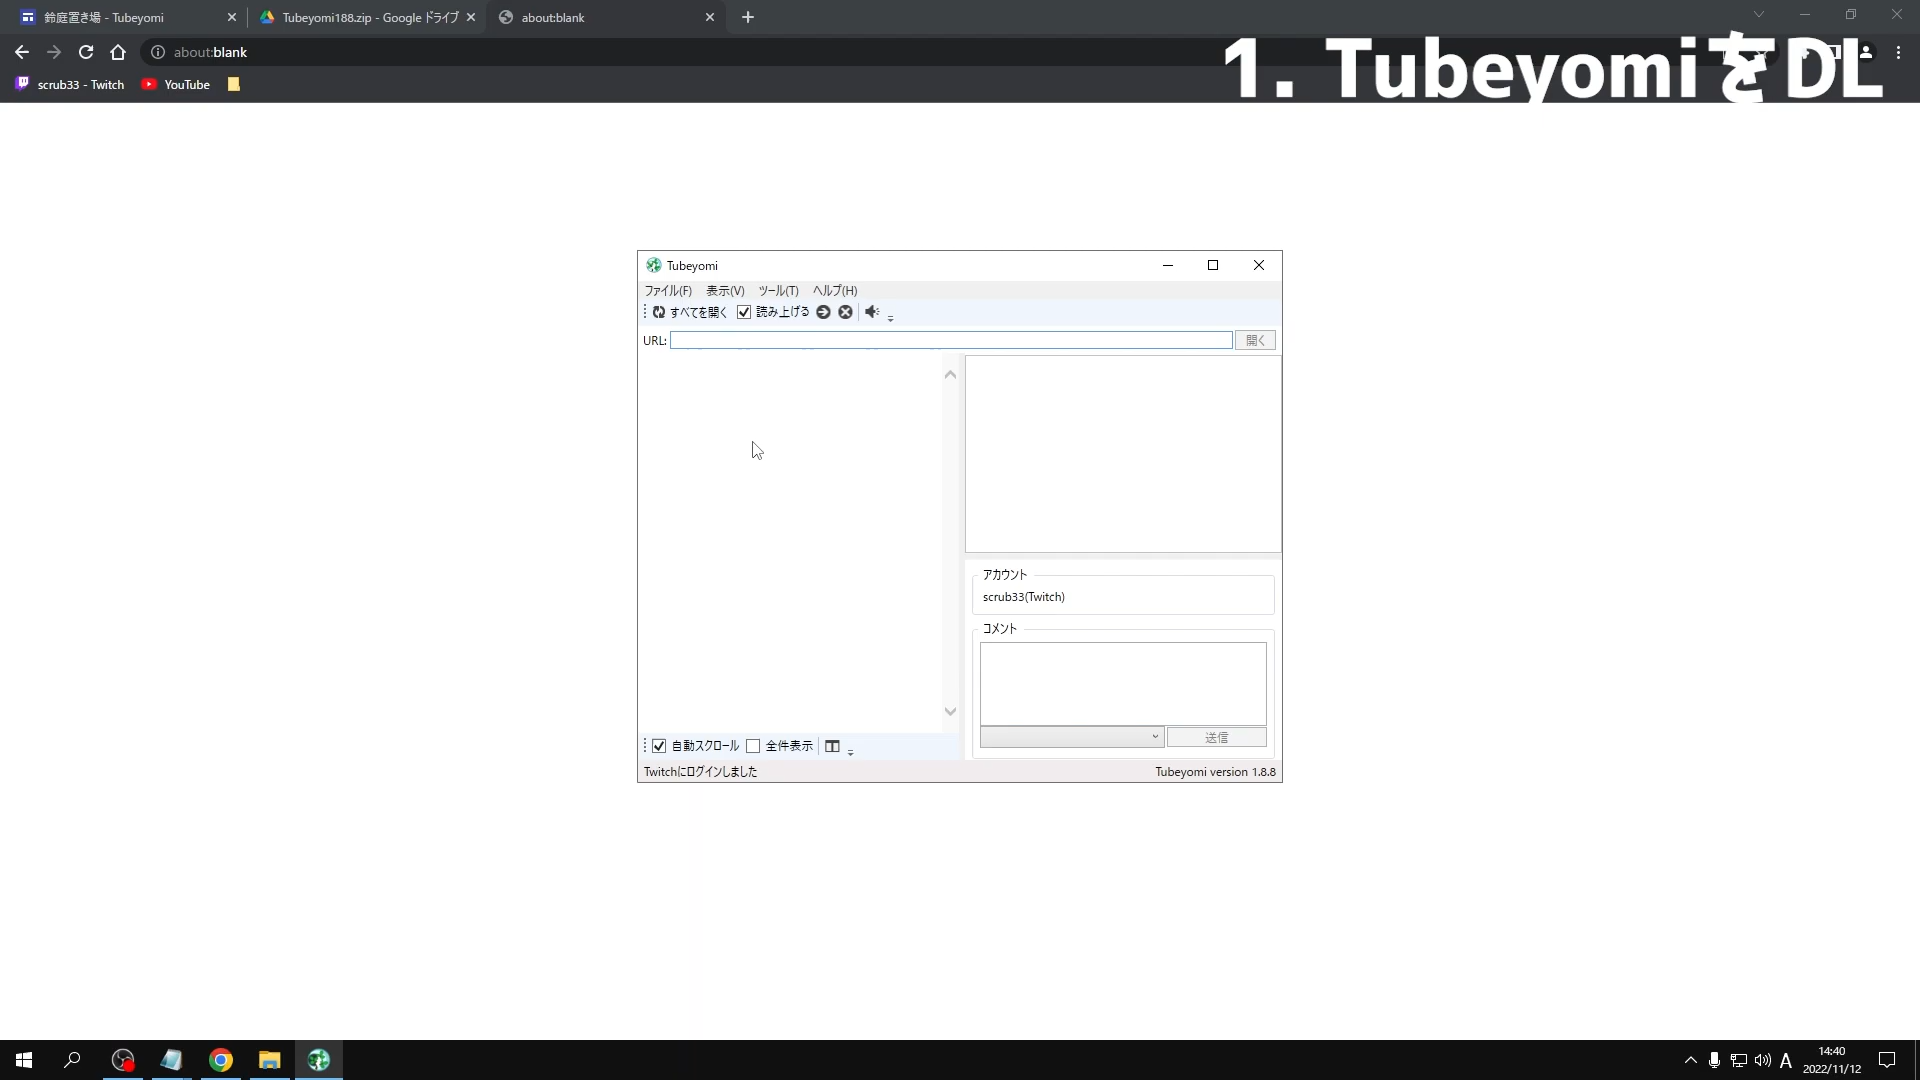 鈴庭置き場 - Tubeyomi
Tubeyomi188.zip - Google ドライブ
about:blank
about:blank
1. TubeyomiをDL
scrub33 - Twitch
YouTube
Tubeyomi
ファイル(F) 表示(V) ツール(T) ヘルプ(H)
すべてを開く 読み上げる
URL: 開く
アカウント
scrub33(Twitch)
コメント
送信
自動スクロール 全件表示
Twitchにログインしました Tubeyomi version 1.8.8
A
14:40
2022/11/12